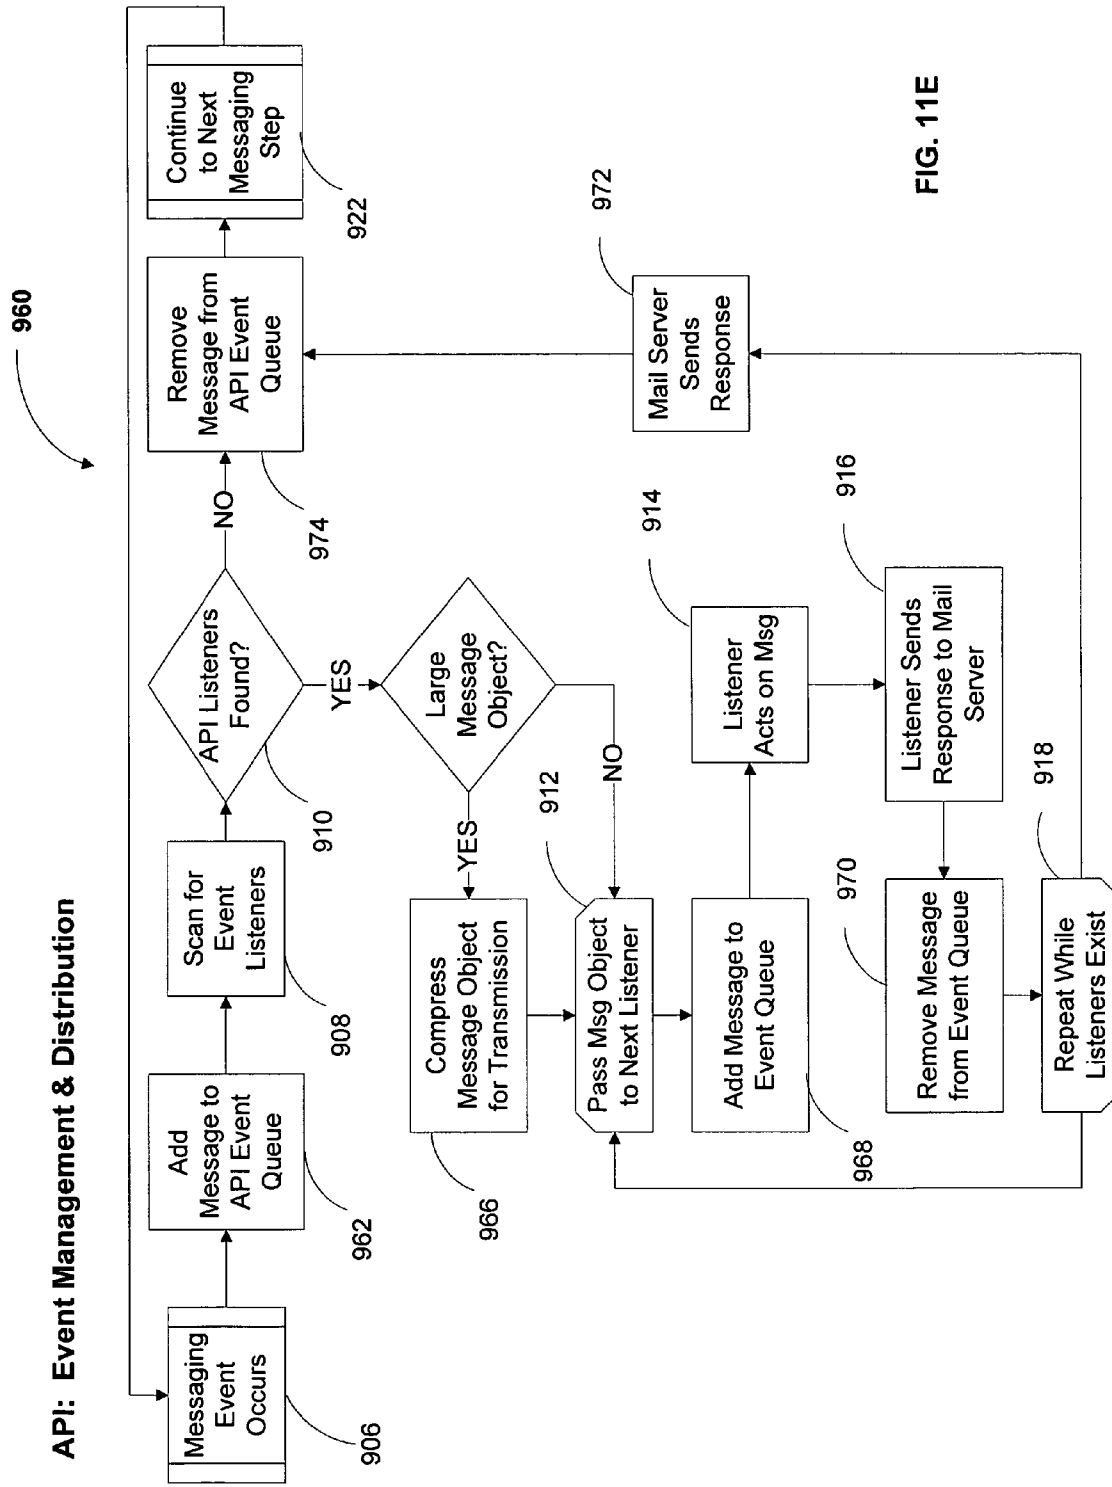 API: Event Management & Distribution
960
Messaging
Event
Occurs
906
Add
Message to
API Event
Queue
962
Scan for
Event
Listeners
908
API Listeners
Found?
910
NO
YES
Remove
Message from
API Event
Queue
974
Continue
to Next
Messaging
Step
922
Large
Message
Object?
YES
NO
Compress
Message Object
for Transmission
966
Pass Msg Object
to Next Listener
912
Add Message to
Event Queue
968
Listener
Acts on Msg
914
Listener Sends
Response to Mail
Server
916
Remove Message
from Event Queue
970
Repeat While
Listeners Exist
918
Mail Server
Sends
Response
972
FIG. 11E